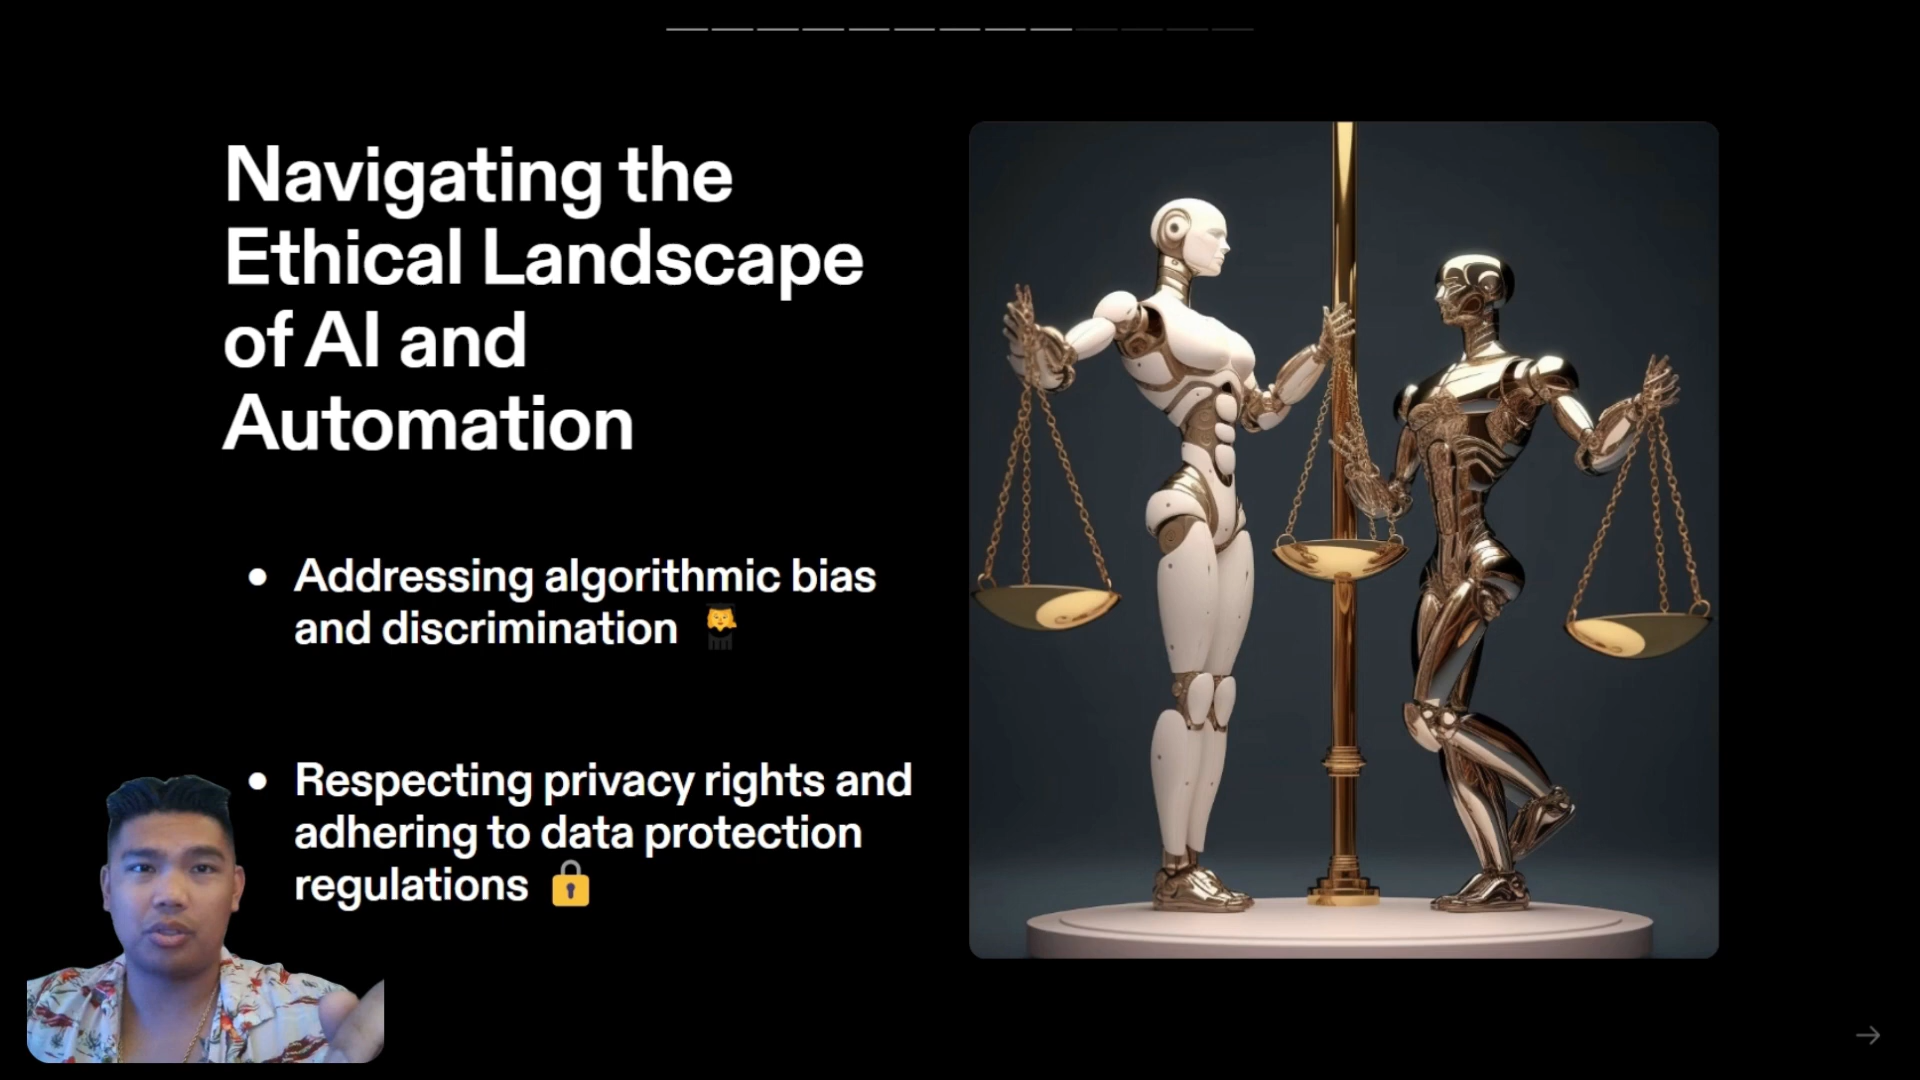 Navigating the
Ethical Landscape
of AI and
Automation
• Addressing algorithmic bias
and discrimination 👩‍🎓
• Respecting privacy rights and
adhering to data protection
regulations 🔒